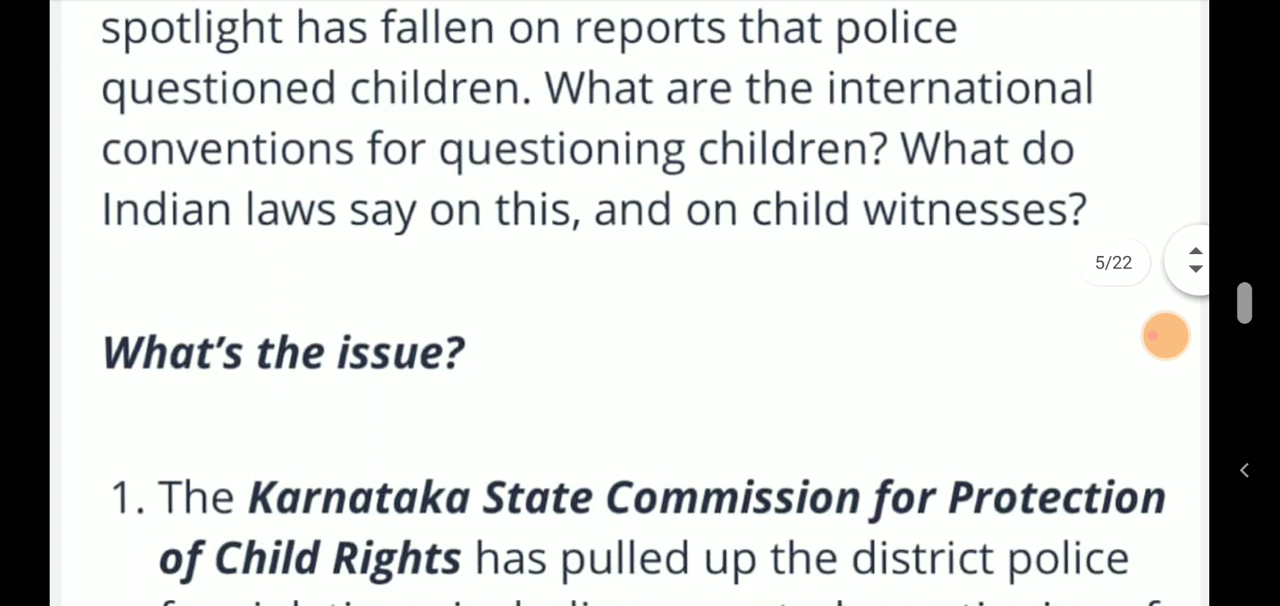 spotlight has fallen on reports that police
questioned children. What are the international
conventions for questioning children? What do
Indian laws say on this, and on child witnesses?
5/22
What's the issue?
1. The Karnataka State Commission for Protection
of Child Rights has pulled up the district police